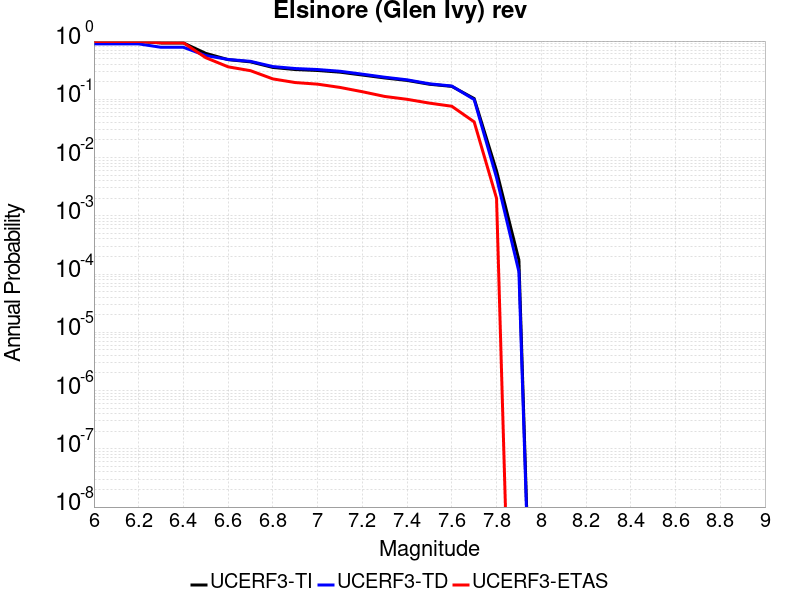 Elsinore (Glen Ivy) rev
10^0
10^-1
10^-2
10^-3
10^-4
10^-5
10^-6
10^-7
10^-8
Annual Probability
6 6.2 6.4 6.6 6.8 7 7.2 7.4 7.6 7.8 8 8.2 8.4 8.6 8.8 9
Magnitude
UCERF3-TI UCERF3-TD UCERF3-ETAS